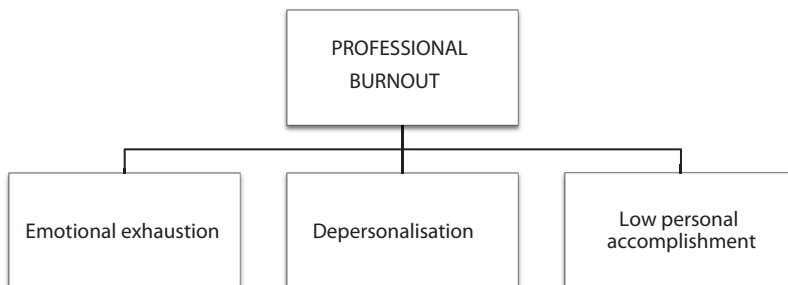 PROFESSIONAL
BURNOUT
Emotional exhaustion
Depersonalisation
Low personal
accomplishment